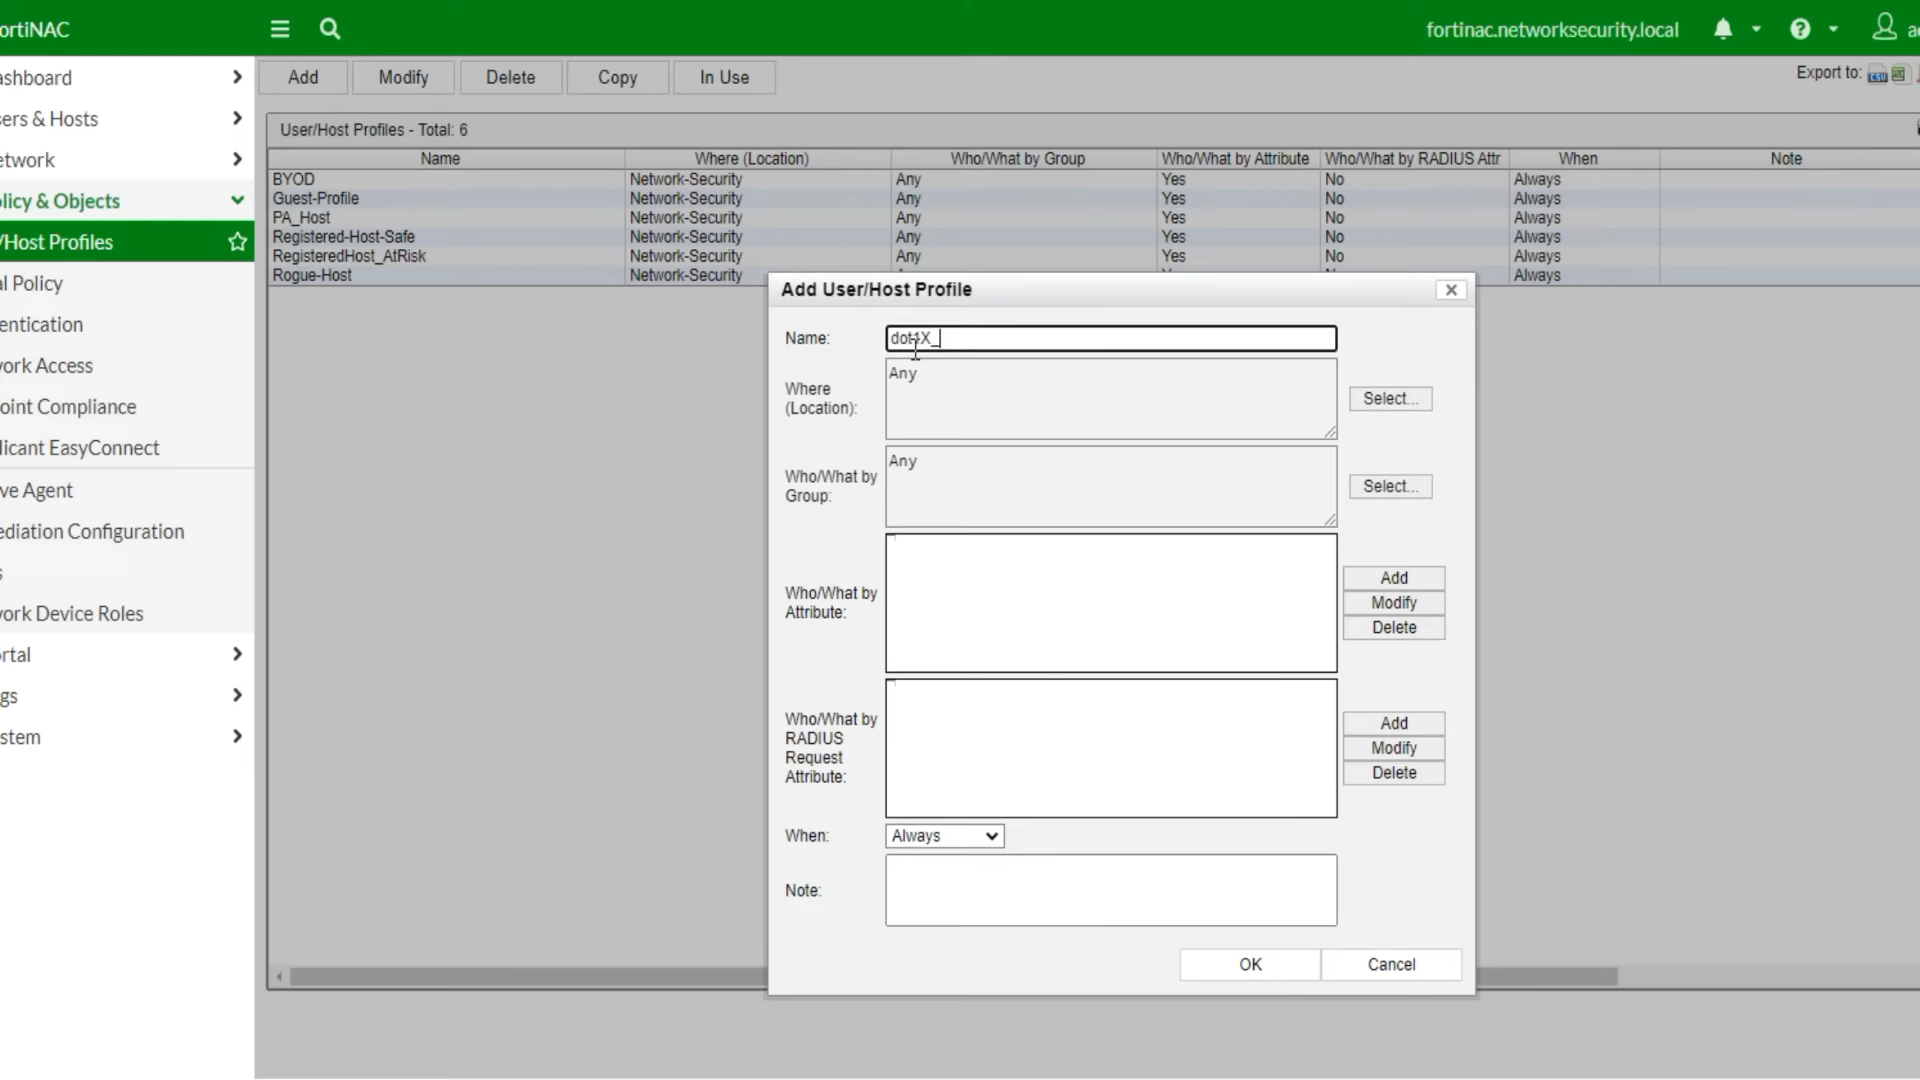 ortiNAC
fortinac.networksecurity.local
ashboard
sers & Hosts
etwork
olicy & Objects
/Host Profiles
al Policy
entication
ork Access
oint Compliance
licant EasyConnect
ve Agent
ediation Configuration
s
ork Device Roles
ortal
gs
stem
Add Modify Delete Copy In Use
Export to:
User/Host Profiles - Total: 6
Name Where (Location) Who/What by Group Who/What by Attribute Who/What by RADIUS Attr When Note
BYOD Network-Security Any Yes No Always
Guest-Profile Network-Security Any Yes No Always
PA_Host Network-Security Any Yes No Always
Registered-Host-Safe Network-Security Any Yes No Always
RegisteredHost_AtRisk Network-Security Any Yes No Always
Rogue-Host Network-Security Always
Add User/Host Profile
Name: dot1X_
Where (Location): Any Select...
Who/What by Group: Any Select...
Who/What by Attribute:
Add
Modify
Delete
Who/What by RADIUS Request Attribute:
Add
Modify
Delete
When: Always
Note:
OK Cancel